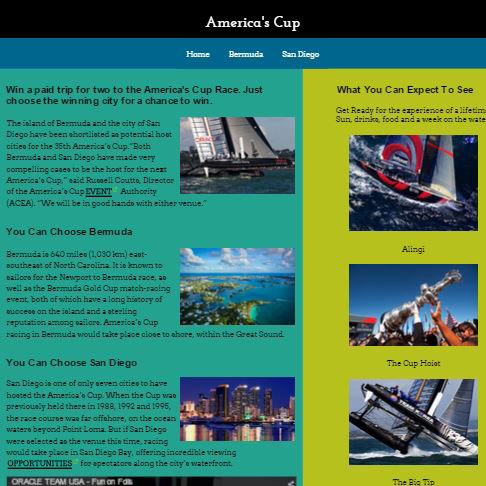 America's Cup
Home Bermuda San Diego
Win a paid trip for two to the America's Cup Race. Just
choose the winning city for a chance to win.
The island of Bermuda and the city of San
Diego have been shortlisted as potential host
cities for the 35th America's Cup."Both
Bermuda and San Diego have made very
compelling cases to be the host for the next
America's Cup," said Russell Coutts, Director
of the America's Cup EVENT Authority
(ACEA). "We will be in good hands with either venue."
You Can Choose Bermuda
Bermuda is 640 miles (1,030 km) east-
southeast of North Carolina. It is known to
sailors for the Newport to Bermuda race, as
well as the Bermuda Gold Cup match-racing
event, both of which have a long history of
success on the island and a sterling
reputation among sailors. America's Cup
racing in Bermuda would take place close to shore, within the Great Sound.
You Can Choose San Diego
San Diego is one of only seven cities to have
hosted the America's Cup. When the Cup was
previously held there in 1988, 1992 and 1995,
the race course was far offshore, on the ocean
waters beyond Point Loma. But if San Diego
were selected as the venue this time, racing
would take place in San Diego Bay, offering incredible viewing
OPPORTUNITIES for spectators along the city's waterfront.
ORACLE TEAM USA - Fun on Foils
What You Can Expect To See
Get Ready for the experience of a lifetim
Sun, drinks, food and a week on the wate
Alingi
The Cup Hoist
The Big Tip